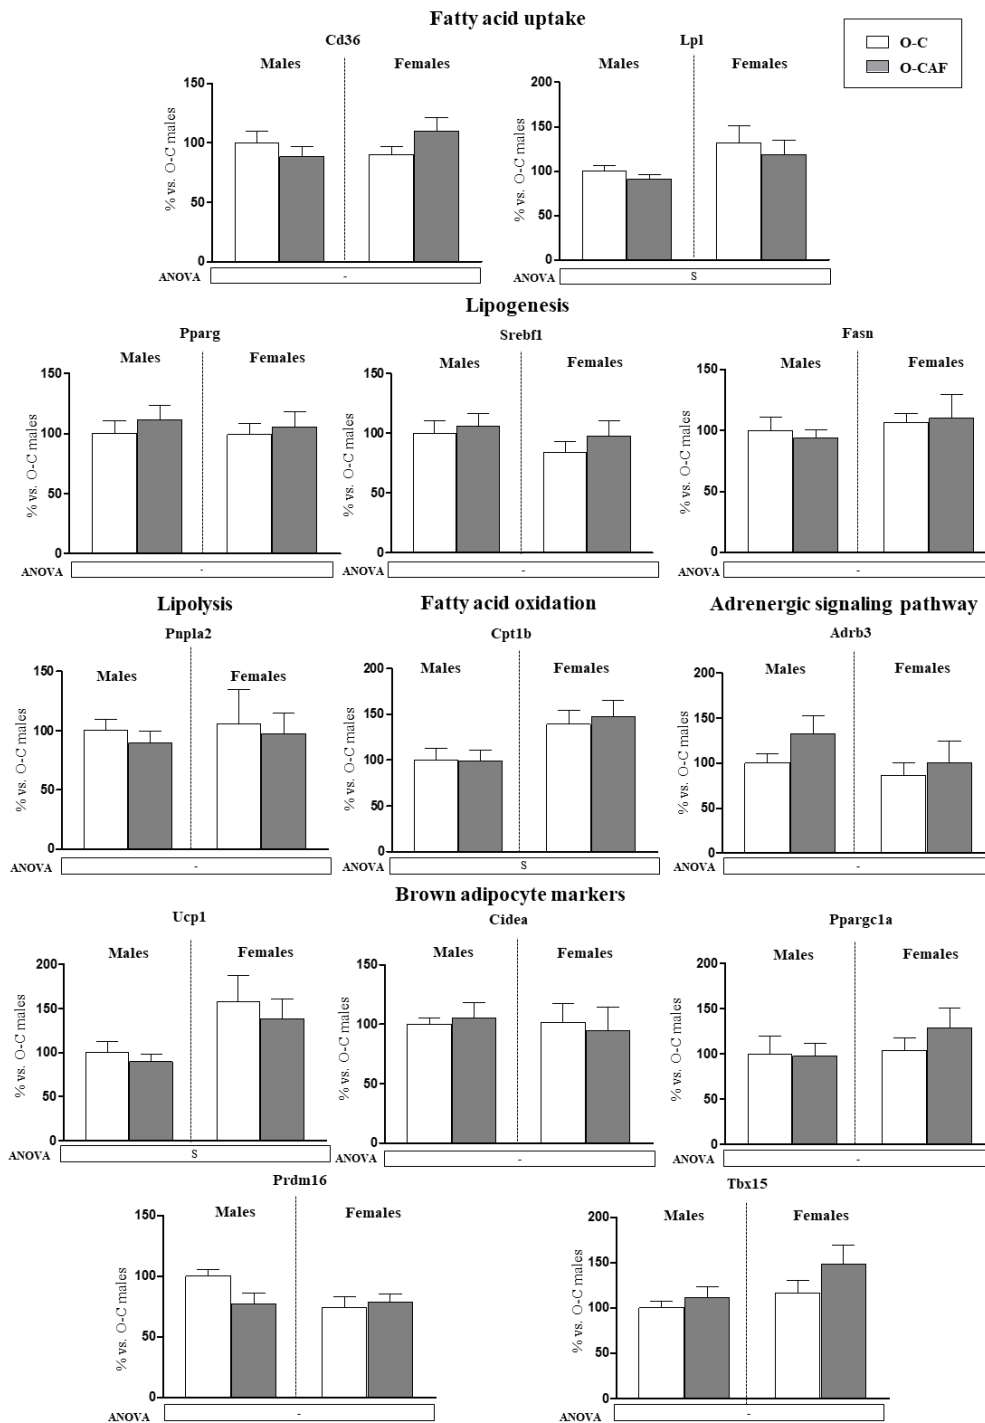 Fatty acid uptake
O-C
O-CAF
Cd36
Males Females
% vs. O-C males
150
100
50
0
ANOVA -
Lpl
Males Females
% vs. O-C males
200
150
100
50
0
ANOVA S
Lipogenesis
Pparg
Males Females
% vs. O-C males
150
100
50
0
ANOVA -
Srebf1
Males Females
% vs. O-C males
150
100
50
0
ANOVA -
Fasn
Males Females
% vs. O-C males
150
100
50
0
ANOVA -
Lipolysis
Pnpla2
Males Females
% vs. O-C males
150
100
50
0
ANOVA -
Fatty acid oxidation
Cpt1b
Males Females
% vs. O-C males
200
150
100
50
0
ANOVA S
Adrenergic signaling pathway
Adrb3
Males Females
% vs. O-C males
200
150
100
50
0
ANOVA -
Brown adipocyte markers
Ucp1
Males Females
% vs. O-C males
200
150
100
50
0
ANOVA S
Cidea
Males Females
% vs. O-C males
150
100
50
0
ANOVA -
Ppargc1a
Males Females
% vs. O-C males
200
150
100
50
0
ANOVA -
Prdm16
Males Females
% vs. O-C males
150
100
50
0
ANOVA -
Tbx15
Males Females
% vs. O-C males
200
150
100
50
0
ANOVA -